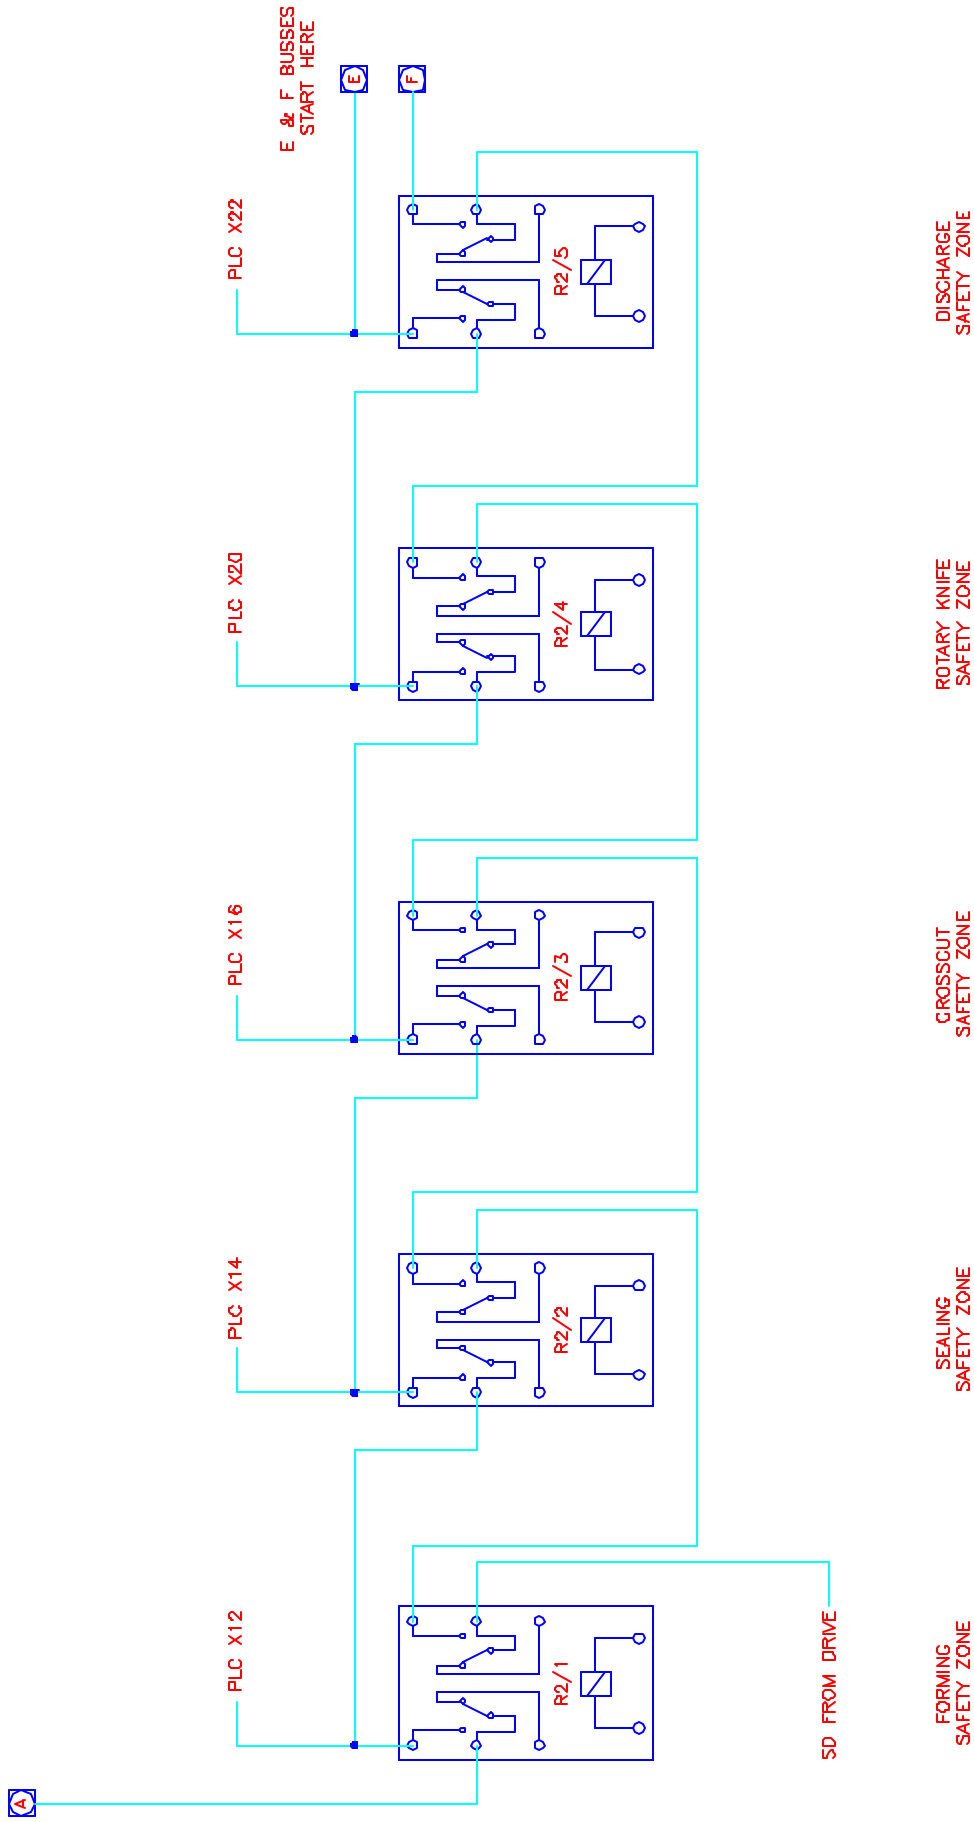 E & F BUSSES
START HERE
E
F
PLC X22
R2/5
DISCHARGE
SAFETY ZONE
PLC X20
R2/4
ROTARY KNIFE
SAFETY ZONE
PLC X16
R2/3
CROSSCUT
SAFETY ZONE
PLC X14
R2/2
SEALING
SAFETY ZONE
PLC X12
R2/1
SD FROM DRIVE
FORMING
SAFETY ZONE
A